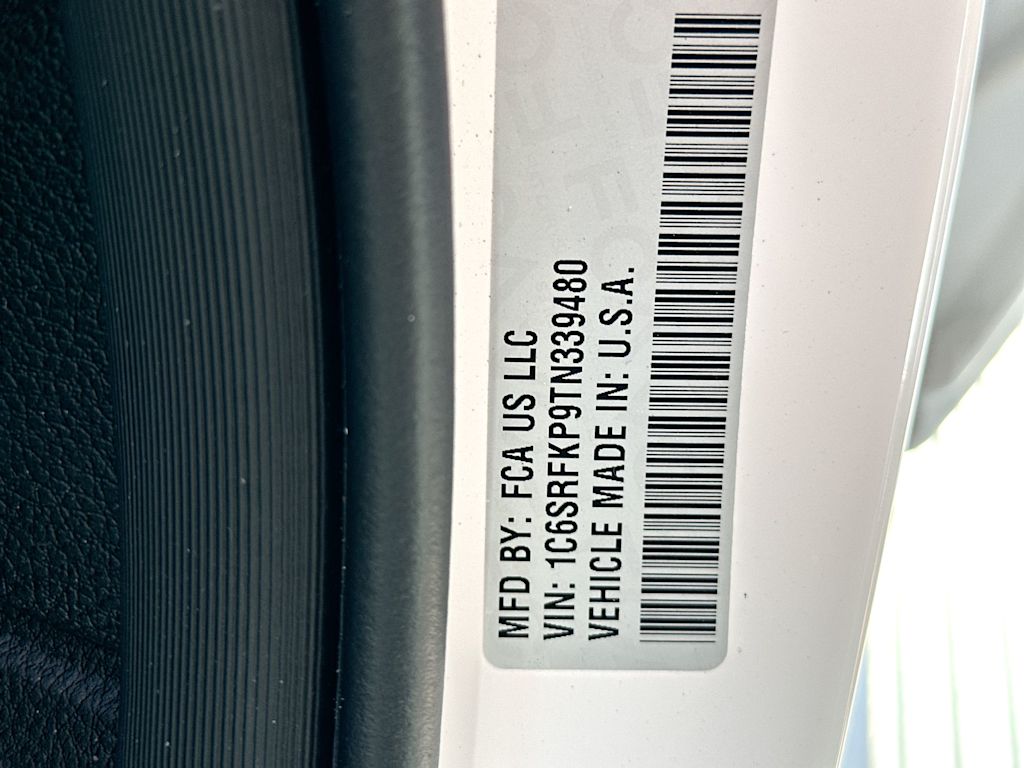 MFD BY: FCA US LLC
VIN: 1C6SRFKP9TN339480
VEHICLE MADE IN: U.S.A.